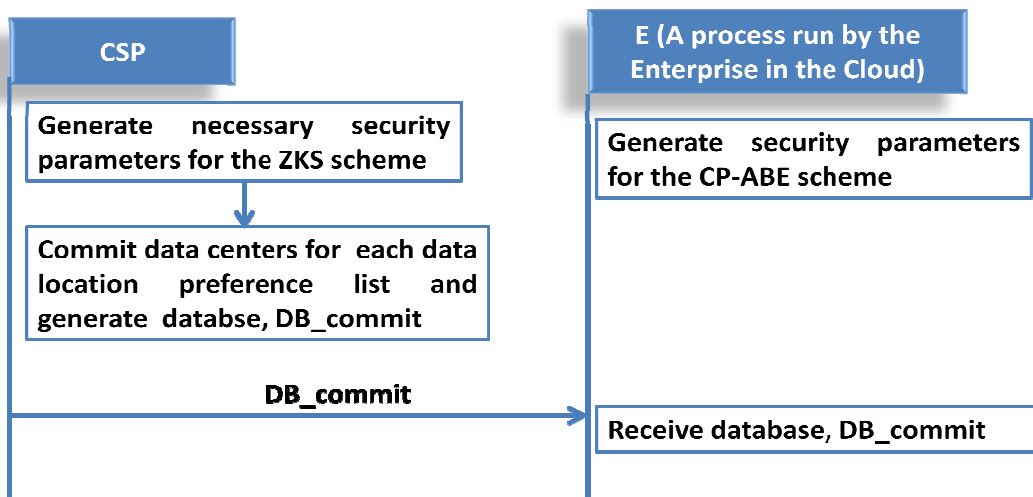 CSP
E (A process run by the
Enterprise in the Cloud)
Generate necessary security
parameters for the ZKS scheme
Generate security parameters
for the CP-ABE scheme
Commit data centers for each data
location preference list and
generate databse, DB_commit
DB_commit
Receive database, DB_commit